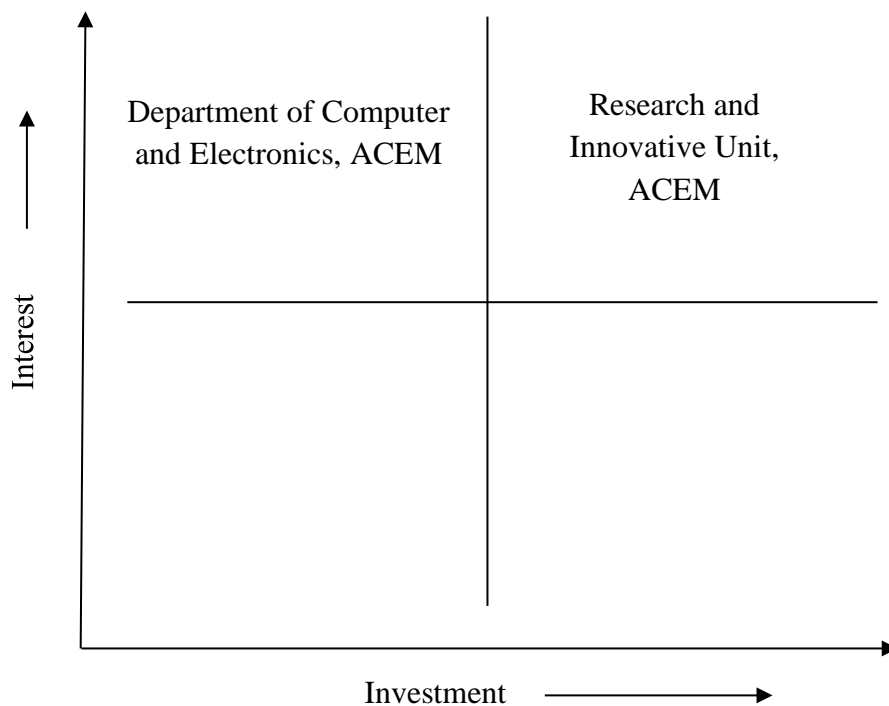 Department of Computer
and Electronics, ACEM
Research and
Innovative Unit,
ACEM
Interest
Investment